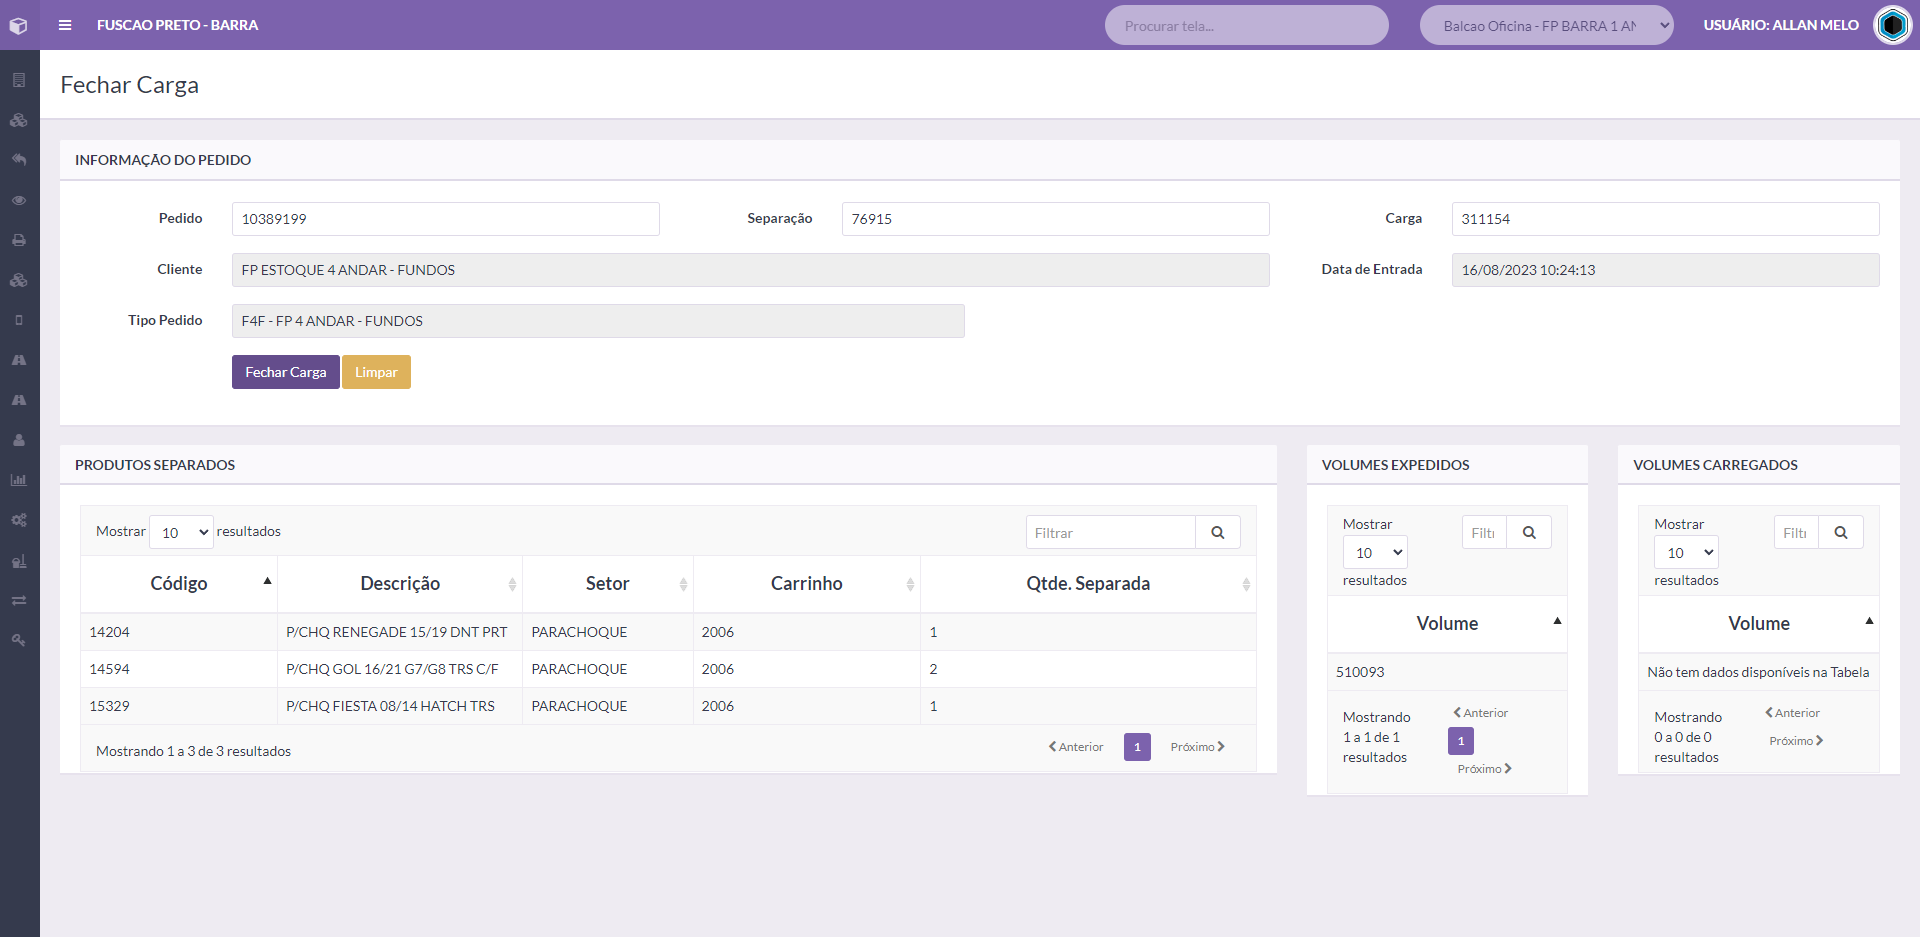 FUSCAO PRETO - BARRA
Procurar tela...
Balcao Oficina - FP BARRA 1 AN
USUÁRIO: ALLAN MELO
Fechar Carga
INFORMAÇÃO DO PEDIDO
Pedido 10389199 Separação 76915 Carga 311154
Cliente FP ESTOQUE 4 ANDAR - FUNDOS Data de Entrada 16/08/2023 10:24:13
Tipo Pedido F4F - FP 4 ANDAR - FUNDOS
Fechar Carga Limpar
PRODUTOS SEPARADOS
Mostrar 10 resultados Filtrar
Código Descrição Setor Carrinho Qtde. Separada
14204 P/CHQ RENEGADE 15/19 DNT PRT PARACHOQUE 2006 1
14594 P/CHQ GOL 16/21 G7/G8 TRS C/F PARACHOQUE 2006 2
15329 P/CHQ FIESTA 08/14 HATCH TRS PARACHOQUE 2006 1
Mostrando 1 a 3 de 3 resultados Anterior 1 Próximo
VOLUMES EXPEDIDOS
Mostrar
10
resultados
Filtr
Volume
510093
Mostrando
1 a 1 de 1
resultados
Anterior
1
Próximo
VOLUMES CARREGADOS
Mostrar
10
resultados
Filtr
Volume
Não tem dados disponíveis na Tabela
Mostrando
0 a 0 de 0
resultados
Anterior
Próximo